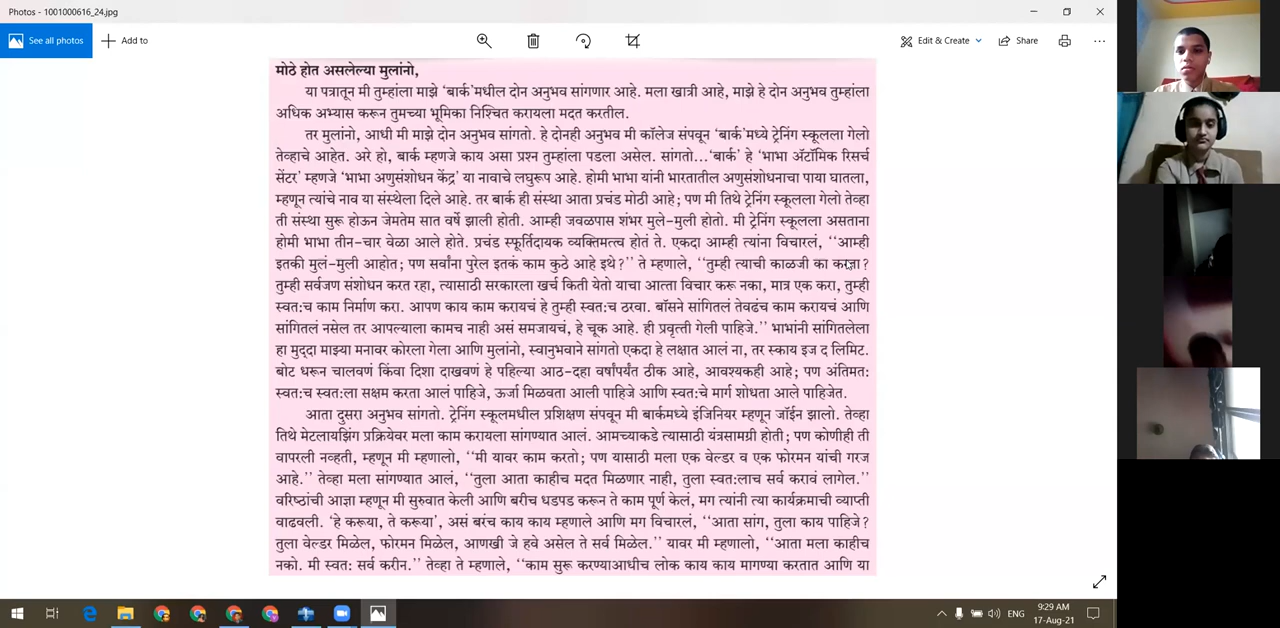 Photos - 1001000616_24.jpg
See all photos
Add to
Edit & Create
Share
मोठे होत असलेल्या मुलांनो,
या पत्रातून मी तुम्हांला माझे ‘बार्क’मधील दोन अनुभव सांगणार आहे. मला खात्री आहे, माझे हे दोन अनुभव तुम्हांला
अधिक अभ्यास करून तुमच्या भूमिका निश्चित करायला मदत करतील.
तर मुलांनो, आधी मी माझे दोन अनुभव सांगतो. हे दोनही अनुभव मी कॉलेज संपवून ‘बार्क’मध्ये ट्रेनिंग स्कूलला गेलो
तेव्हाचे आहेत. अरे हो, बार्क म्हणजे काय असा प्रश्न तुम्हांला पडला असेल. सांगतो...‘बार्क’ हे ‘भाभा ॲटॉमिक रिसर्च
सेंटर’ म्हणजे ‘भाभा अणुसंशोधन केंद्र’ या नावाचे लघुरूप आहे. होमी भाभा यांनी भारतातील अणुसंशोधनाचा पाया घातला,
म्हणून त्यांचे नाव या संस्थेला दिले आहे. तर बार्क ही संस्था आता प्रचंड मोठी आहे; पण मी तिथे ट्रेनिंग स्कूलला गेलो तेव्हा
ती संस्था सुरू होऊन जेमतेम सात वर्षे झाली होती. आम्ही जवळपास शंभर मुले-मुली होतो. मी ट्रेनिंग स्कूलला असताना
होमी भाभा तीन-चार वेळा आले होते. प्रचंड स्फूर्तिदायक व्यक्तिमत्त्व होतं ते. एकदा आम्ही त्यांना विचारलं, ‘‘आम्ही
इतकी मुलं-मुली आहोत; पण सर्वांना पुरेल इतकं काम कुठे आहे इथे?’’ ते म्हणाले, ‘‘तुम्ही त्याची काळजी का करता?
तुम्ही सर्वजण संशोधन करत रहा, त्यासाठी सरकारला खर्च किती येतो याचा आत्ता विचार करू नका, मात्र एक करा, तुम्ही
स्वतःच काम निर्माण करा. आपण काय काम करायचं हे तुम्ही स्वतःच ठरवा. बॉसने सांगितलं तेवढंच काम करायचं आणि
सांगितलं नसेल तर आपल्याला कामच नाही असं समजायचं, हे चूक आहे. ही प्रवृत्ती गेली पाहिजे.’’ भाभांनी सांगितलेला
हा मुद्दा माझ्या मनावर कोरला गेला आणि मुलांनो, स्वानुभवाने सांगतो एकदा हे लक्षात आलं ना, तर स्काय इज द लिमिट.
बोट धरून चालवणं किंवा दिशा दाखवणं हे पहिल्या आठ-दहा वर्षांपर्यंत ठीक आहे, आवश्यकही आहे; पण अंतिमतः
स्वतःच स्वतःला सक्षम करता आलं पाहिजे, ऊर्जा मिळवता आली पाहिजे आणि स्वतःचे मार्ग शोधता आले पाहिजेत.
आता दुसरा अनुभव सांगतो. ट्रेनिंग स्कूलमधील प्रशिक्षण संपवून मी बार्कमध्ये इंजिनियर म्हणून जॉईन झालो. तेव्हा
तिथे मेटलायझिंग प्रक्रियेवर मला काम करायला सांगण्यात आलं. आमच्याकडे त्यासाठी यंत्रसामग्री होती; पण कोणीही ती
वापरली नव्हती, म्हणून मी म्हणालो, ‘‘मी यावर काम करतो; पण यासाठी मला एक वेल्डर व एक फोरमन यांची गरज
आहे.’’ तेव्हा मला सांगण्यात आलं, ‘‘तुला आता काहीच मदत मिळणार नाही, तुला स्वतःलाच सर्व करावं लागेल.’’
वरिष्ठांची आज्ञा म्हणून मी सुरुवात केली आणि बरीच धडपड करून ते काम पूर्ण केलं, मग त्यांनी त्या कार्यक्रमाची व्याप्ती
वाढवली. ‘हे करूया, ते करूया’, असं बरंच काय काय म्हणाले आणि मग विचारलं, ‘‘आता सांग, तुला काय पाहिजे?
तुला वेल्डर मिळेल, फोरमन मिळेल, आणखी जे हवे असेल ते सर्व मिळेल.’’ यावर मी म्हणालो, ‘‘आता मला काहीच
नको. मी स्वतः सर्व करीन.’’ तेव्हा ते म्हणाले, ‘‘काम सुरू करण्याआधीच लोक काय काय मागण्या करतात आणि या
ENG
9:29 AM
17-Aug-21